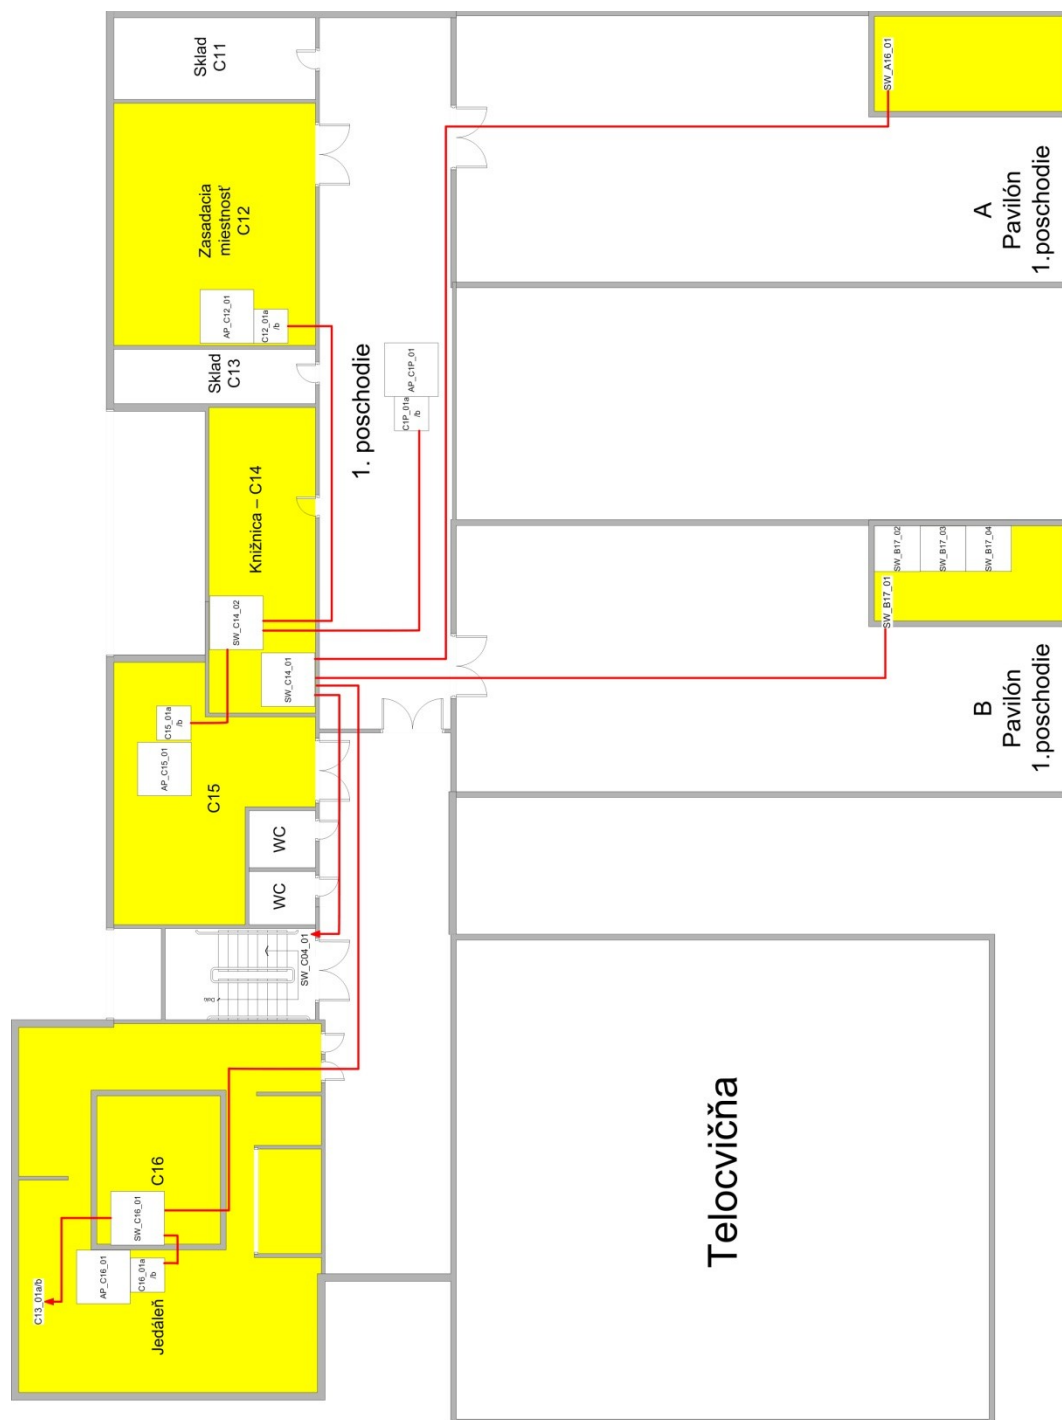 Sklad
C11
Zasadacia
miestnosť
C12
AP_C12_01
C12_01a
/b
Sklad
C13
1. poschodie
AP_C1P_01
C1P_01a
/b
Knižnica – C14
SW_C14_02
SW_C14_01
C15_01a
/b
AP_C15_01
C15
WC
WC
SW_C04_01
C16
SW_C16_01
AP_C16_01
C16_01a
/b
C13_01a/b
Jedáleň
SW_A16_01
A
Pavilón
1.poschodie
SW_B17_02
SW_B17_03
SW_B17_04
SW_B17_01
B
Pavilón
1.poschodie
Telocvičňa